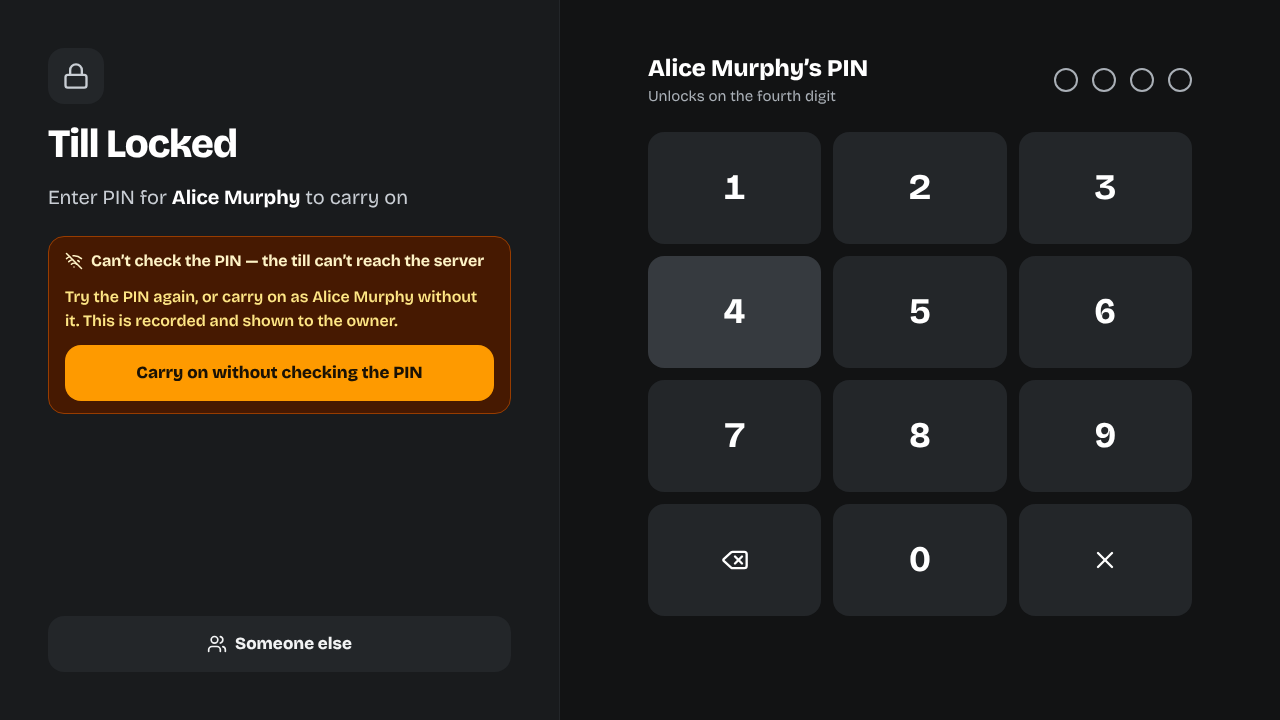 Till Locked
Enter PIN for Alice Murphy to carry on
Can’t check the PIN — the till can’t reach the server
Try the PIN again, or carry on as Alice Murphy without
it. This is recorded and shown to the owner.
Carry on without checking the PIN
Someone else
Alice Murphy’s PIN
Unlocks on the fourth digit
1 2 3
4 5 6
7 8 9
0